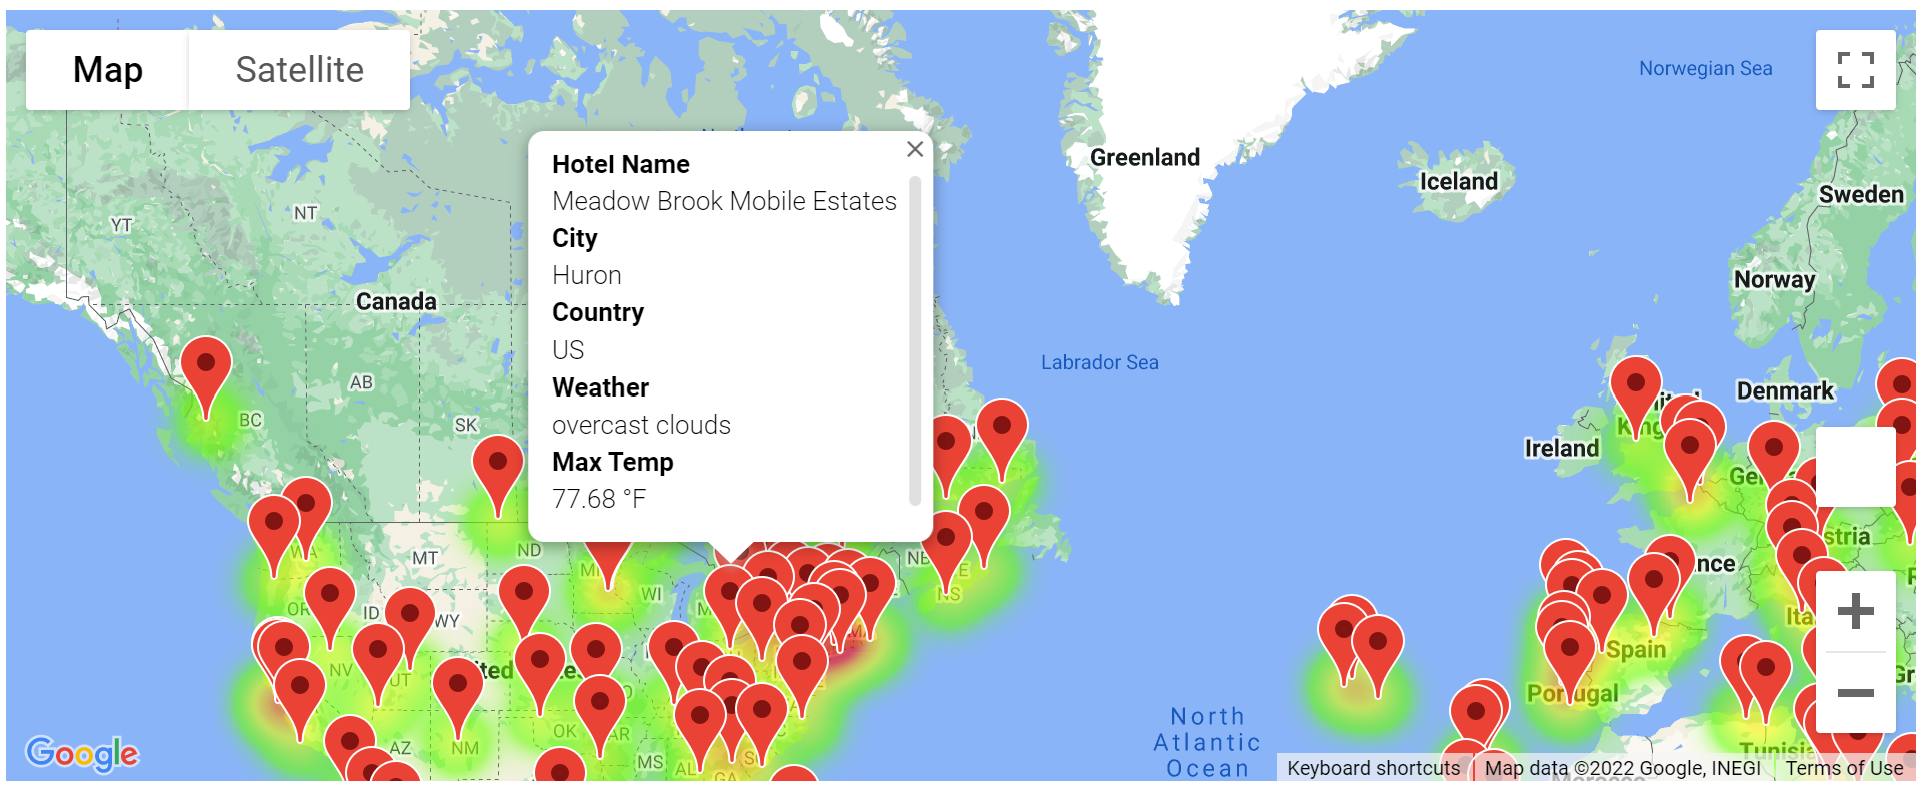 Map
Satellite
Norwegian Sea
Greenland
Iceland
Sweden
Norway
YT
NT
Canada
Hotel Name
Meadow Brook Mobile Estates
City
Huron
Country
US
Weather
overcast clouds
Max Temp
77.68 °F
Labrador Sea
AB
BC
SK
Denmark
Ireland
MT
ND
WA
WI
NB
NS
ID
WY
NV
UT
Spain
Portugal
OK
AR
AZ
NM
MS
AL
GA
North
Atlantic
Ocean
Tunisia
Google
Keyboard shortcuts
Map data ©2022 Google, INEGI
Terms of Use